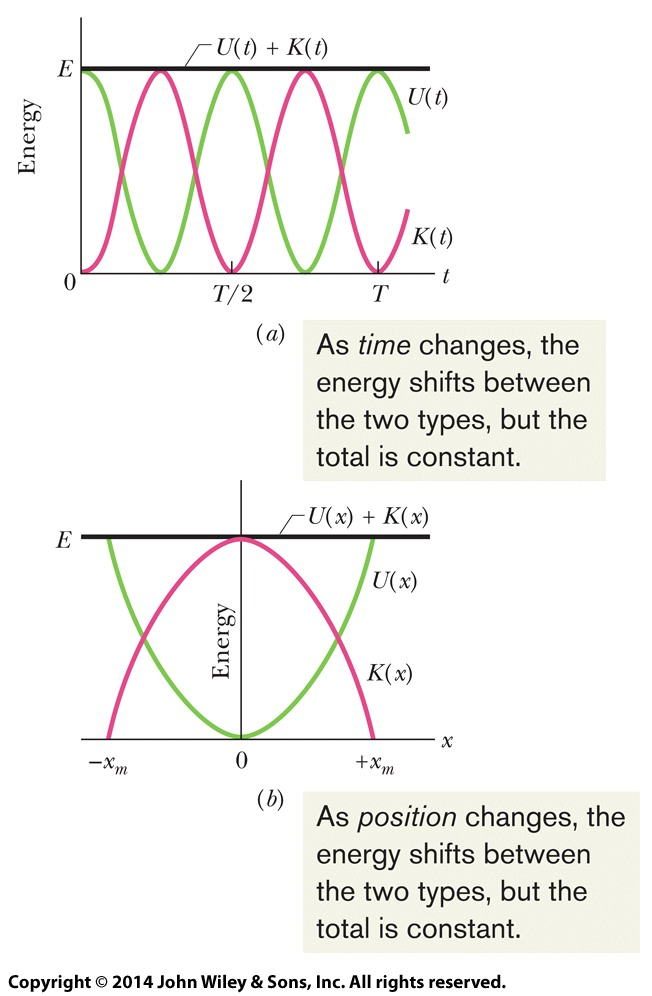 U(t) + K(t)
E
U(t)
Energy
K(t)
0
T/2
T
t
(a)
As time changes, the
energy shifts between
the two types, but the
total is constant.
U(x) + K(x)
E
U(x)
Energy
K(x)
−xₘ
0
+xₘ
x
(b)
As position changes, the
energy shifts between
the two types, but the
total is constant.
Copyright © 2014 John Wiley & Sons, Inc. All rights reserved.